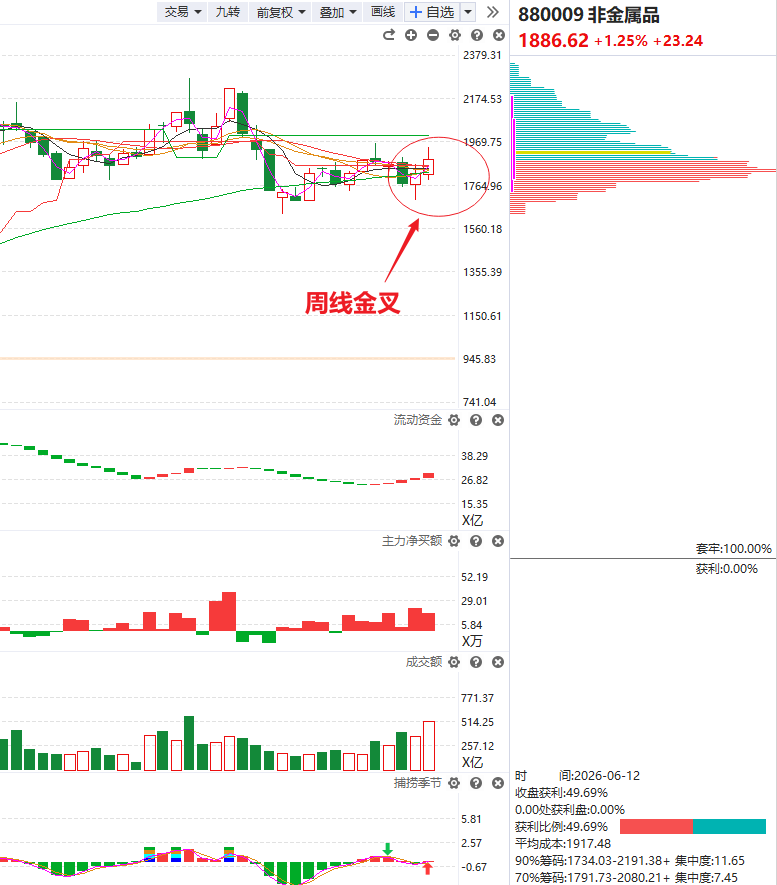 交易 九转 前复权 叠加 画线 +自选
880009 非金属品
1886.62 +1.25% +23.24
2379.31
2174.53
1969.75
1764.96
1560.18
1355.39
1150.61
945.83
741.04
周线金叉
流动资金
38.29
26.82
15.35
X亿
主力净买额
52.19
29.01
5.84
X万
成交额
771.37
514.25
257.12
X亿
捕捞季节
5.81
2.57
-0.67
套牢:100.00%
获利:0.00%
时 间:2026-06-12
收盘获利:49.69%
0.00处获利盘:0.00%
获利比例:49.69%
平均成本:1917.48
90%筹码:1734.03-2191.38+ 集中度:11.65
70%筹码:1791.73-2080.21+ 集中度:7.45